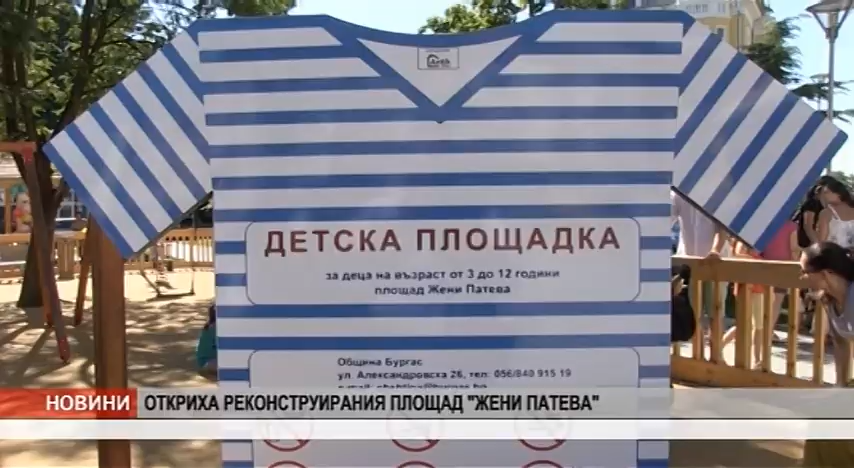 ДЕТСКА ПЛОЩАДКА
за деца на възраст от 3 до 12 години
площад Жени Патева
Община Бургас
ул. Александровска 26, тел: 056/840 915 19
НОВИНИ
ОТКРИХА РЕКОНСТРУИРАНИЯ ПЛОЩАД "ЖЕНИ ПАТЕВА"